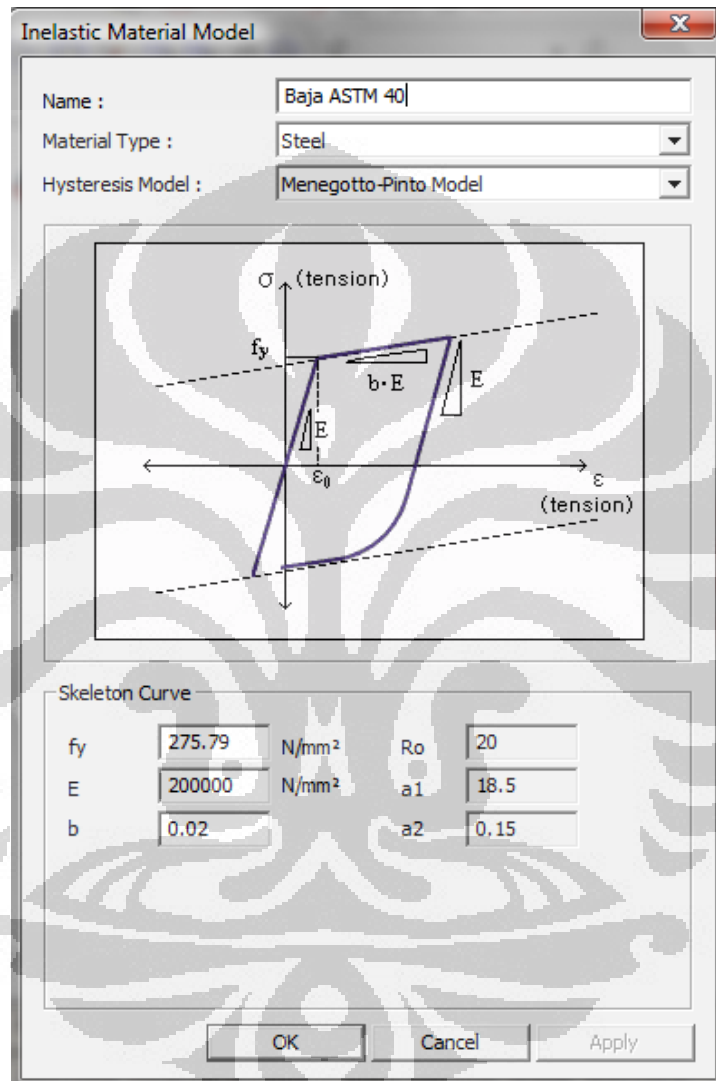 Inelastic Material Model
Name : Baja ASTM 40
Material Type : Steel
Hysteresis Model : Menegotto-Pinto Model
σ (tension)
fy
b·E
E
E
ε0
ε
(tension)
Skeleton Curve
fy 275.79 N/mm² Ro 20
E 200000 N/mm² a1 18.5
b 0.02 a2 0.15
OK Cancel Apply